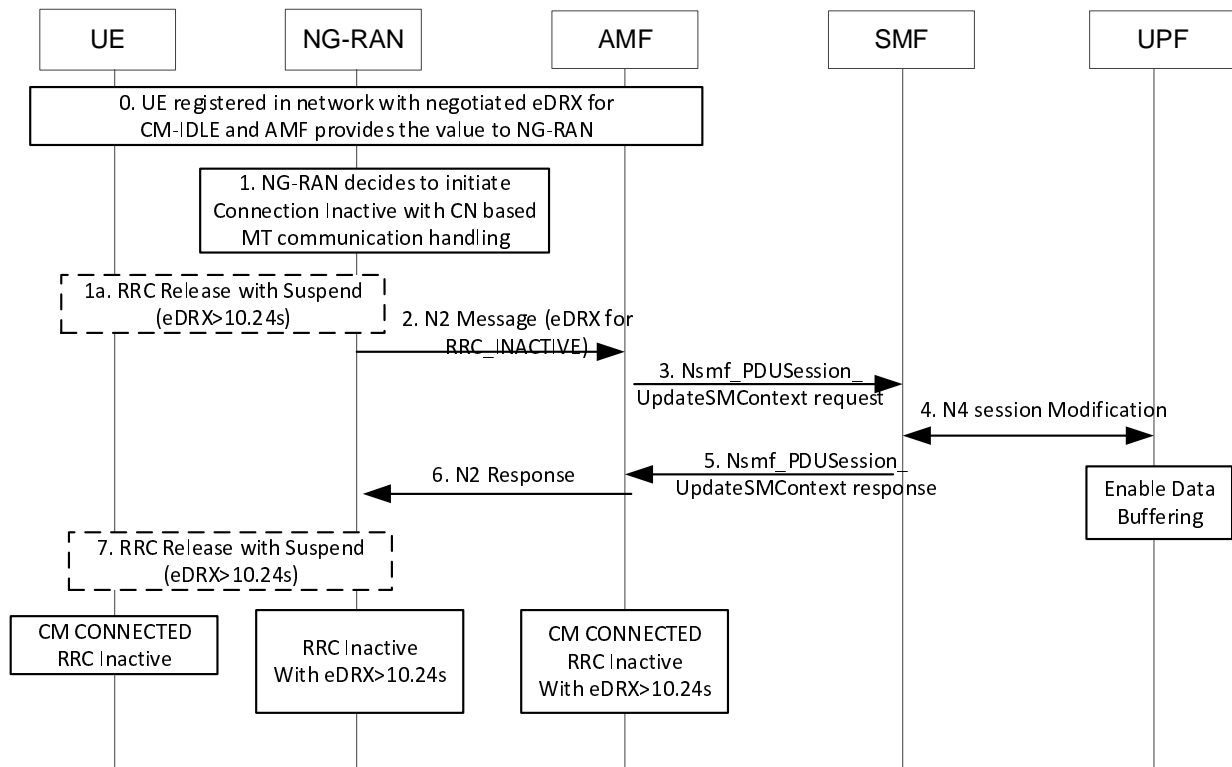 UE
NG-RAN
AMF
SMF
UPF
0. UE registered in network with negotiated eDRX for
CM-IDLE and AMF provides the value to NG-RAN
1. NG-RAN decides to initiate
Connection Inactive with CN based
MT communication handling
1a. RRC Release with Suspend
(eDRX>10.24s)
2. N2 Message (eDRX for
RRC_INACTIVE)
3. Nsmf_PDUSession_
UpdateSMContext request
4. N4 session Modification
5. Nsmf_PDUSession_
UpdateSMContext response
6. N2 Response
Enable Data
Buffering
7. RRC Release with Suspend
(eDRX>10.24s)
CM CONNECTED
RRC Inactive
RRC Inactive
With eDRX>10.24s
CM CONNECTED
RRC Inactive
With eDRX>10.24s